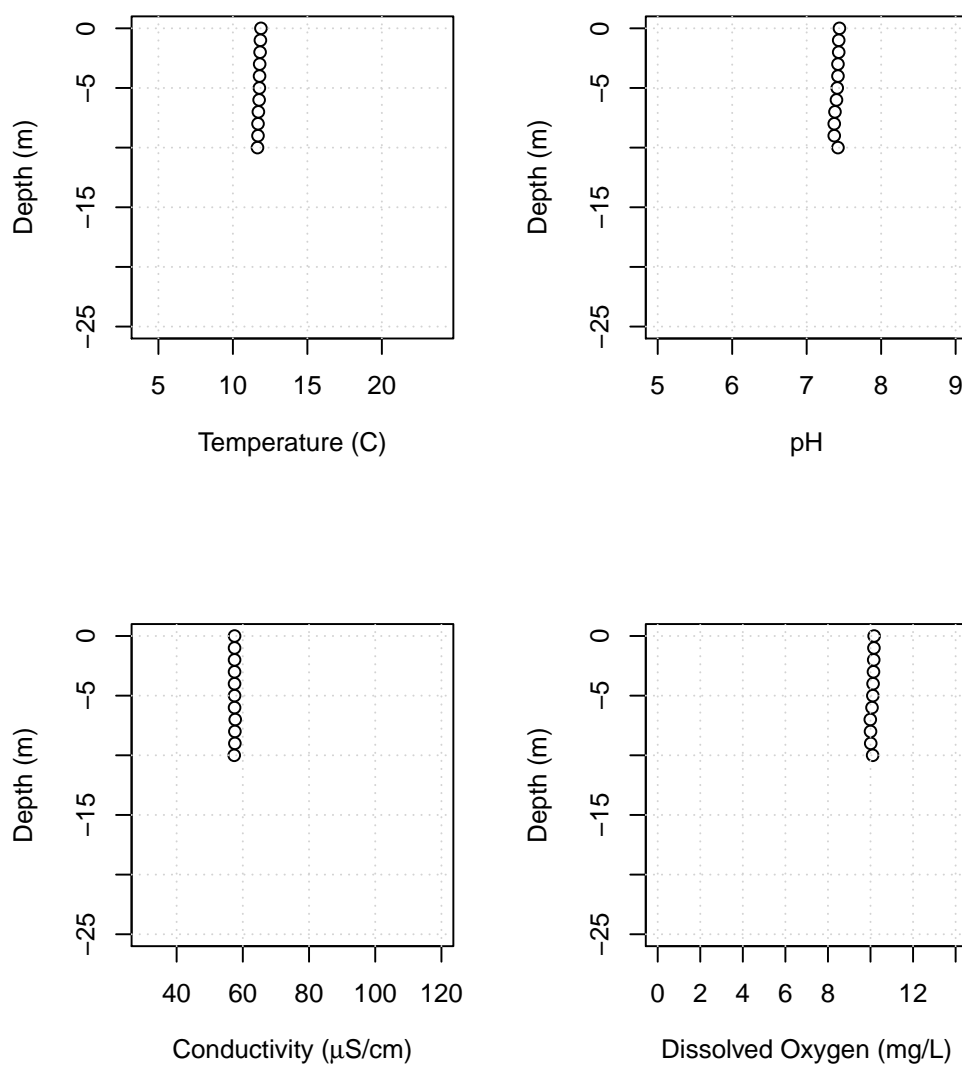 0
−5
−15
−25
Depth (m)
5 10 15 20
Temperature (C)
0
−5
−15
−25
Depth (m)
5 6 7 8 9
pH
0
−5
−15
−25
Depth (m)
40 60 80 100 120
Conductivity (µS/cm)
0
−5
−15
−25
Depth (m)
0 2 4 6 8 12
Dissolved Oxygen (mg/L)